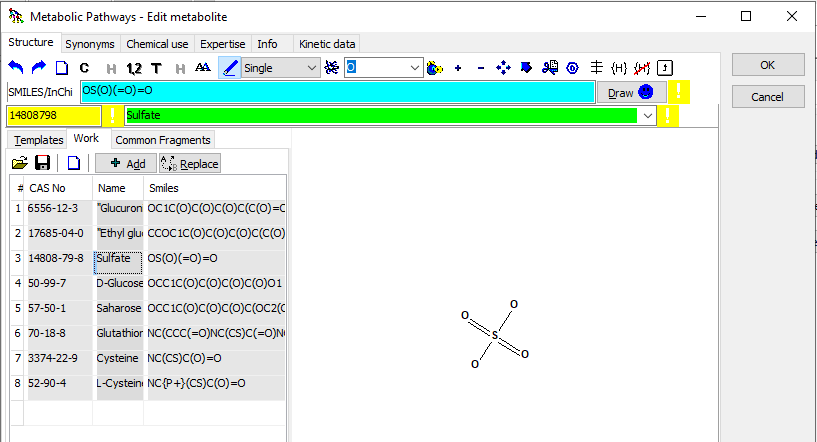 Metabolic Pathways - Edit metabolite
Structure Synonyms Chemical use Expertise Info Kinetic data
C H 1,2 T H AA Single O + - {H} {H}
OK
SMILES/InChi OS(O)(=O)=O Draw !
Cancel
14808798 ! Sulfate !
Templates Work Common Fragments
Add Replace
# CAS No Name Smiles
1 6556-12-3 "Glucuron OC1C(O)C(O)C(O)C(C(O)=O
2 17685-04-0 "Ethyl glu CCOC1C(O)C(O)C(O)C(C(O)
3 14808-79-8 Sulfate OS(O)(=O)=O
4 50-99-7 D-Glucose OCC1C(O)C(O)C(O)C(O)O1
5 57-50-1 Saharose OCC1C(O)C(O)C(O)C(OC2(C
6 70-18-8 Glutathion NC(CCC(=O)NC(CS)C(=O)N
7 3374-22-9 Cysteine NC(CS)C(O)=O
8 52-90-4 L-Cysteine NC{P+}(CS)C(O)=O
O
O
S
O
O